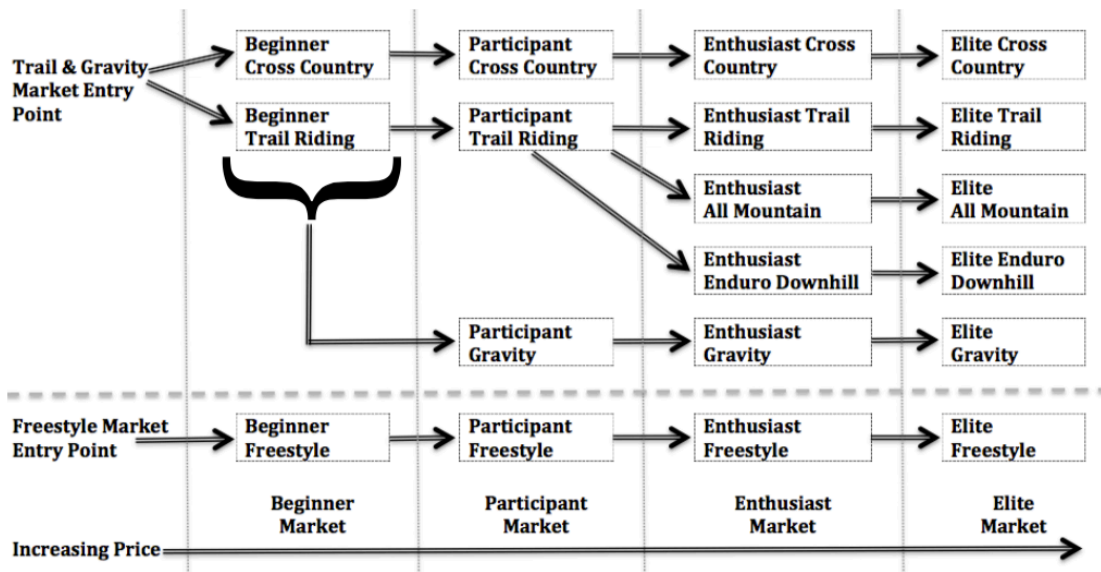 Trail & Gravity
Market Entry
Point
Beginner
Cross Country
Participant
Cross Country
Enthusiast Cross
Country
Elite Cross
Country
Beginner
Trail Riding
Participant
Trail Riding
Enthusiast Trail
Riding
Elite Trail
Riding
Enthusiast
All Mountain
Elite
All Mountain
Enthusiast
Enduro Downhill
Elite Enduro
Downhill
Participant
Gravity
Enthusiast
Gravity
Elite
Gravity
Freestyle Market
Entry Point
Beginner
Freestyle
Participant
Freestyle
Enthusiast
Freestyle
Elite
Freestyle
Beginner
Market
Participant
Market
Enthusiast
Market
Elite
Market
Increasing Price